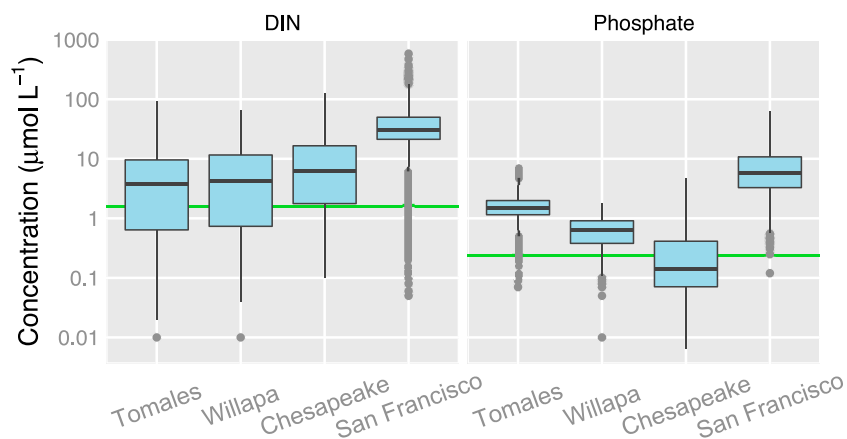 DIN
Phosphate
Concentration (μmol L⁻¹)
1000
100
10
1
0.1
0.01
Tomales
Willapa
Chesapeake
San Francisco
Tomales
Willapa
Chesapeake
San Francisco